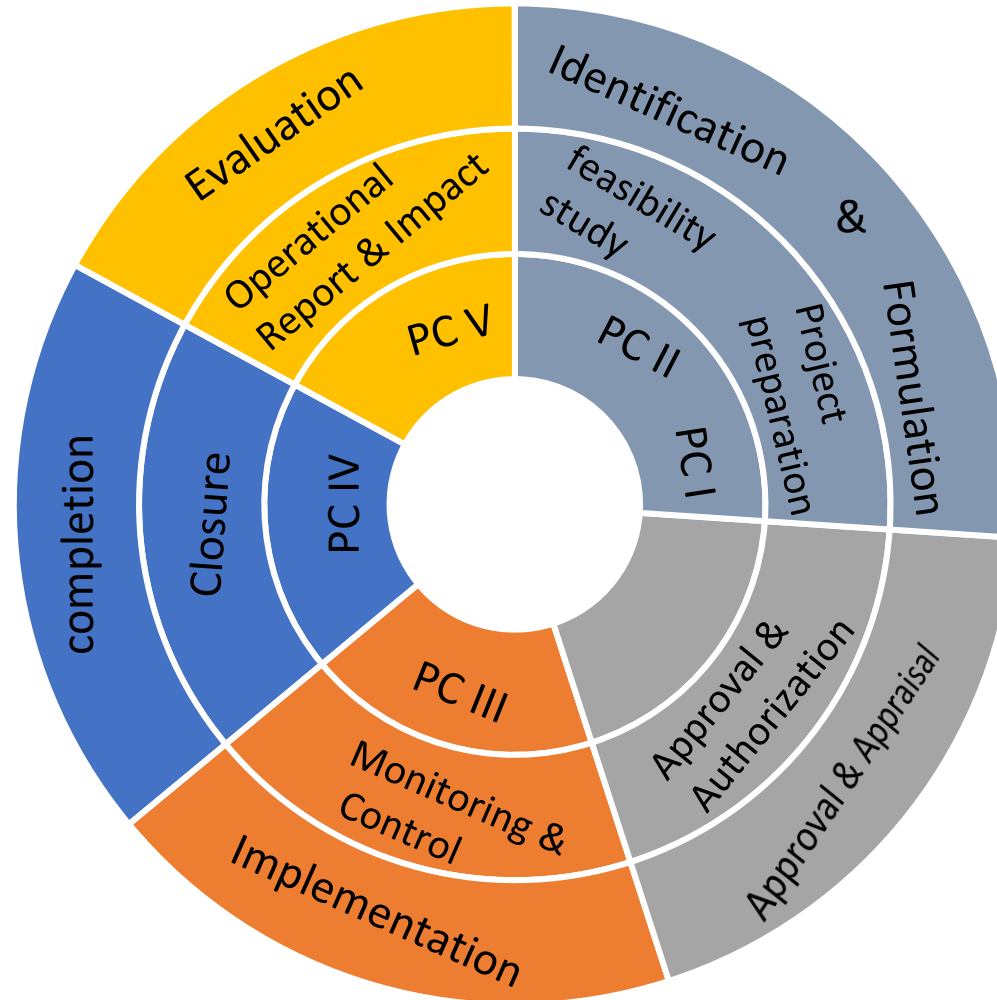 Identification
&
Formulation
feasibility
study
Project
preparation
PC II
PC I
Approval & Appraisal
Approval &
Authorization
Implementation
Monitoring &
Control
PC III
completion
Closure
PC IV
Evaluation
Operational
Report & Impact
PC V